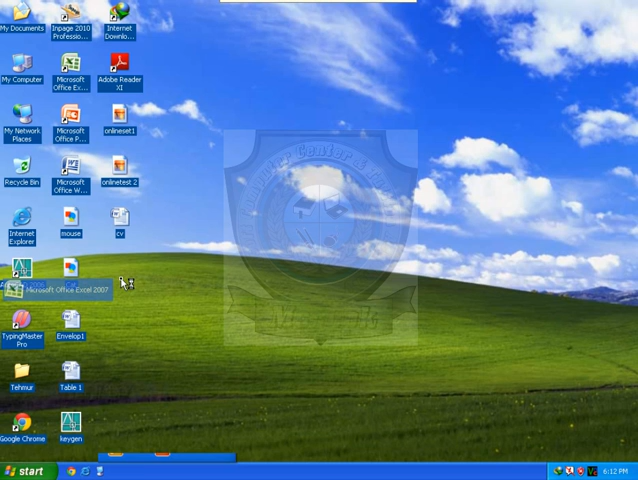 My Documents
Inpage 2010
Professio...
Internet
Downlo...
My Computer
Microsoft
Office Ex...
Adobe Reader
XI
My Network
Places
Microsoft
Office P...
onlineset1
Recycle Bin
Microsoft
Office W...
onlinetest 2
Internet
Explorer
mouse
cv
Microsoft Office Excel 2007
TypingMaster
Pro
Envelop1
Tehmur
Table 1
Google Chrome
keygen
start
6:12 PM